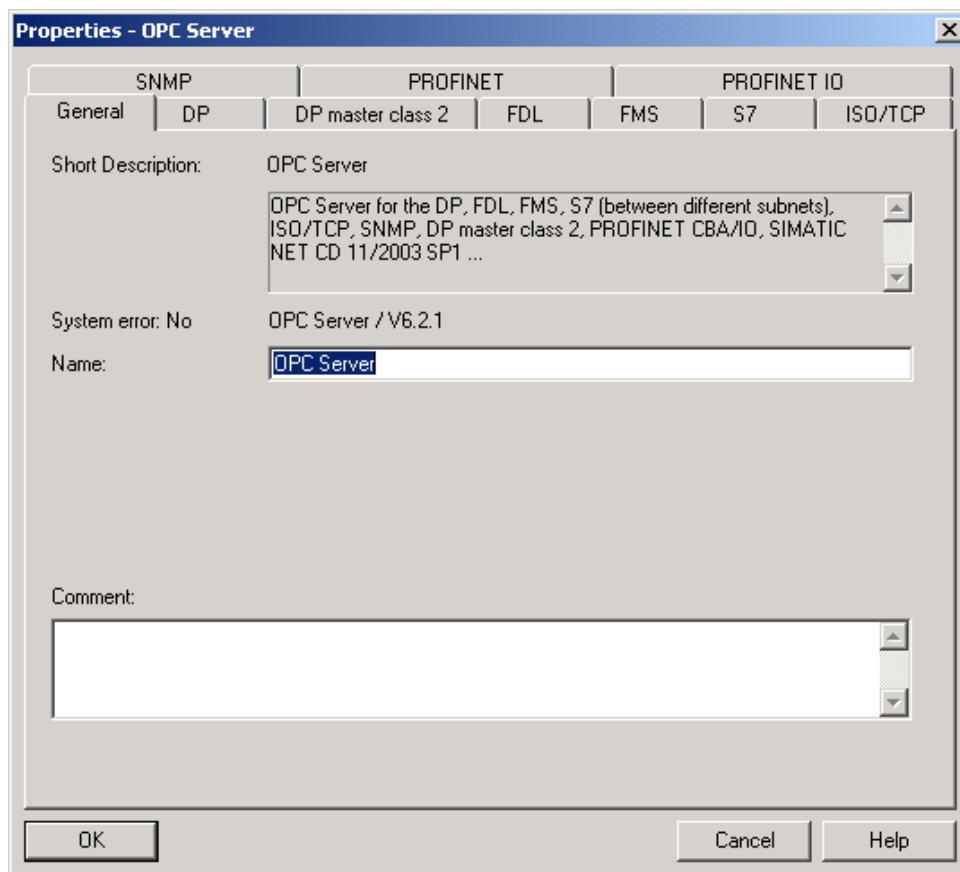 Properties - OPC Server
SNMP PROFINET PROFINET IO
General DP DP master class 2 FDL FMS S7 ISO/TCP
Short Description: OPC Server
OPC Server for the DP, FDL, FMS, S7 (between different subnets),
ISO/TCP, SNMP, DP master class 2, PROFINET CBA/IO, SIMATIC
NET CD 11/2003 SP1 ...
System error: No OPC Server / V6.2.1
Name: OPC Server
Comment:
OK Cancel Help